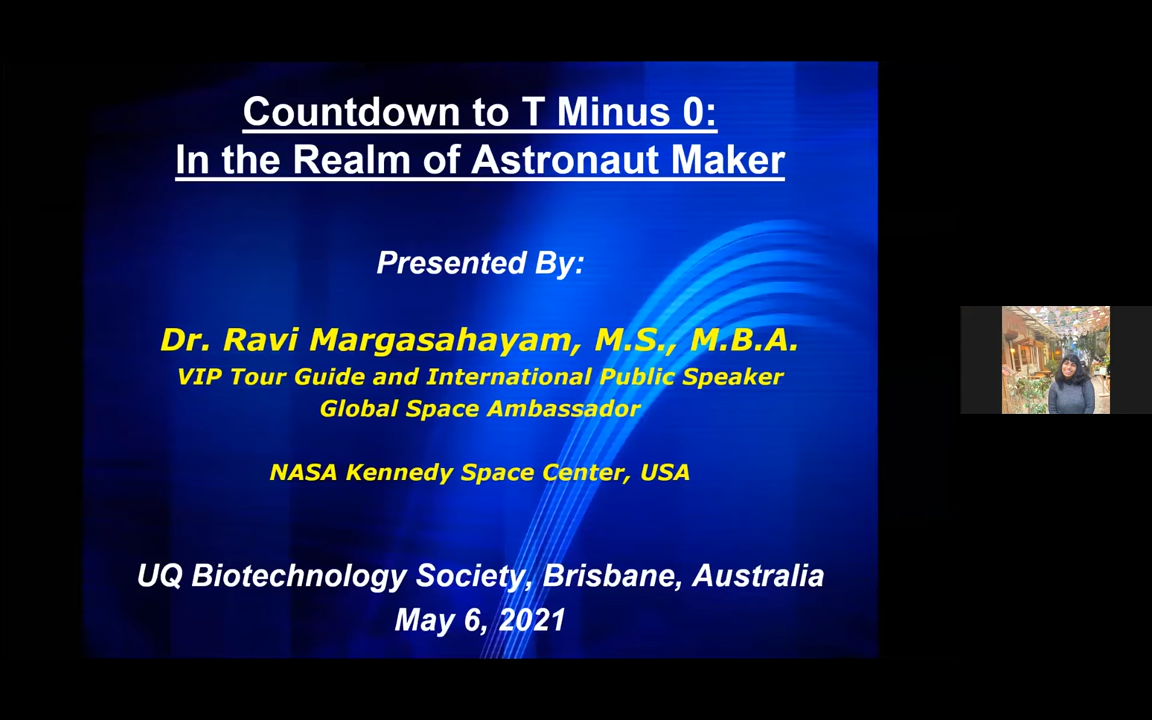 Countdown to T Minus 0:
In the Realm of Astronaut Maker
Presented By:
Dr. Ravi Margasahayam, M.S., M.B.A.
VIP Tour Guide and International Public Speaker
Global Space Ambassador
NASA Kennedy Space Center, USA
UQ Biotechnology Society, Brisbane, Australia
May 6, 2021